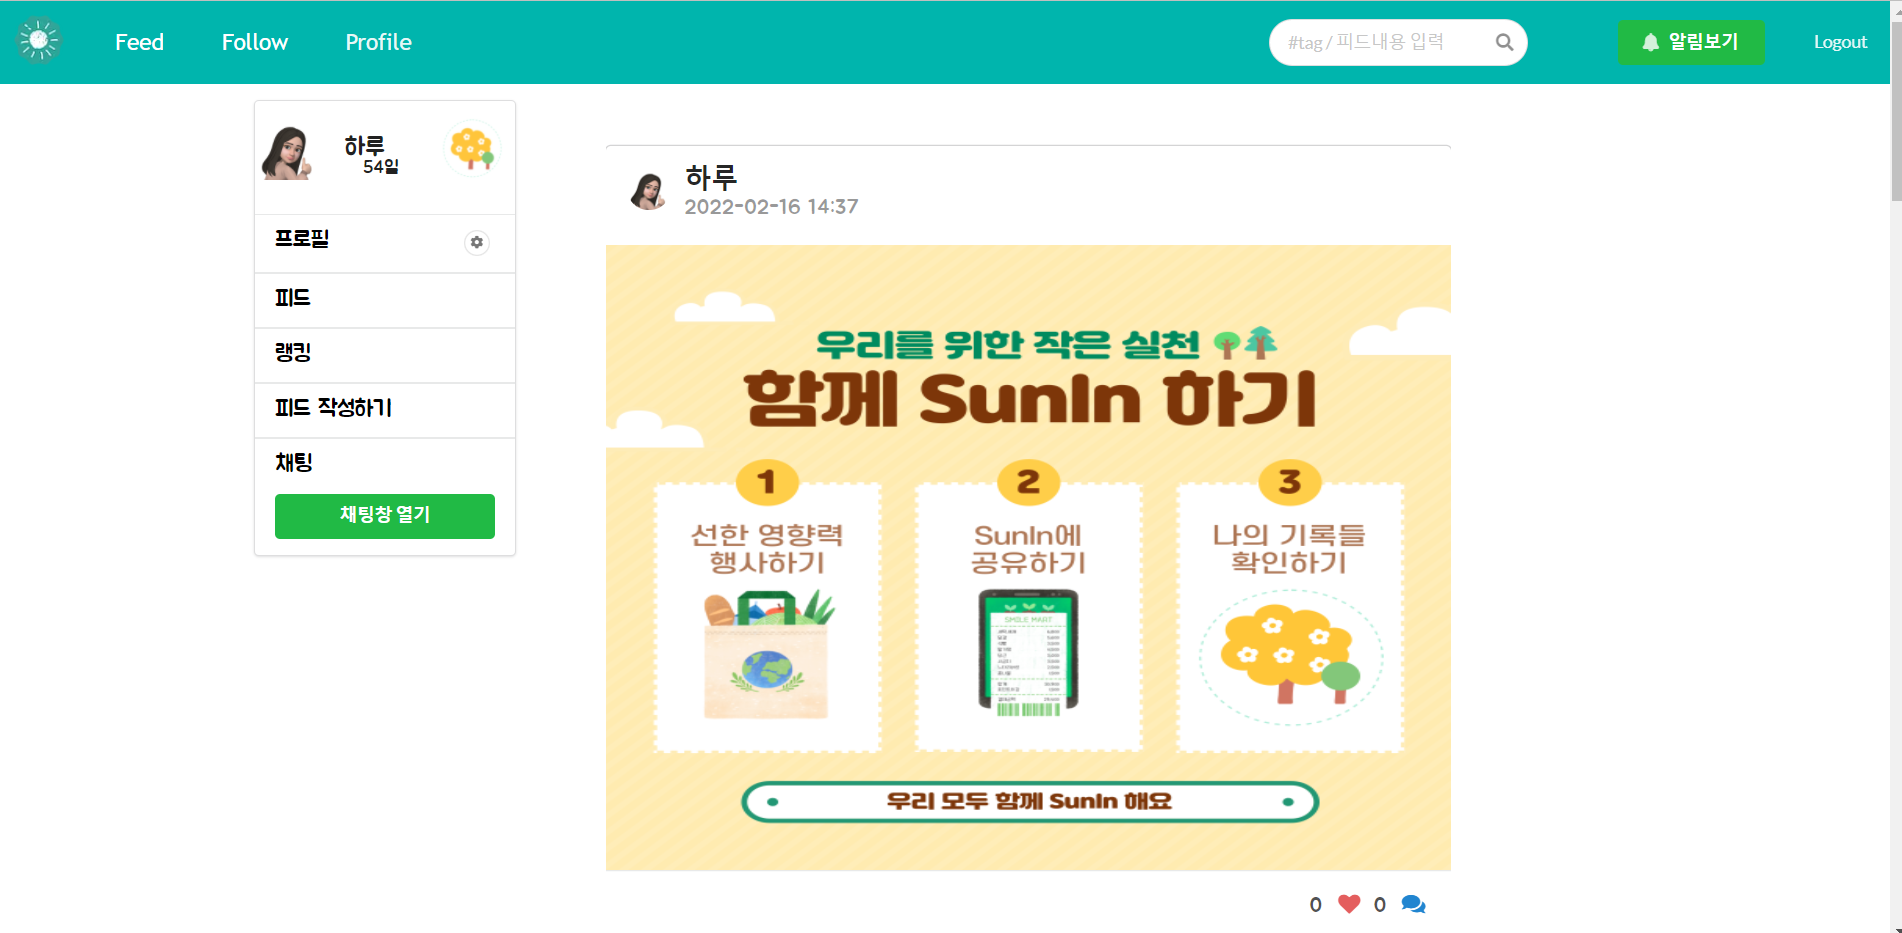 Feed
Follow
Profile
#tag / 피드내용 입력
알림보기
Logout
하루
54일
프로필
피드
랭킹
피드 작성하기
채팅
채팅창 열기
하루
2022-02-16 14:37
우리를 위한 작은 실천
함께 SunIn 하기
1
선한 영향력
행사하기
2
SunIn에
공유하기
SMILE MART
3
나의 기록들
확인하기
우리 모두 함께 SunIn 해요
0
0